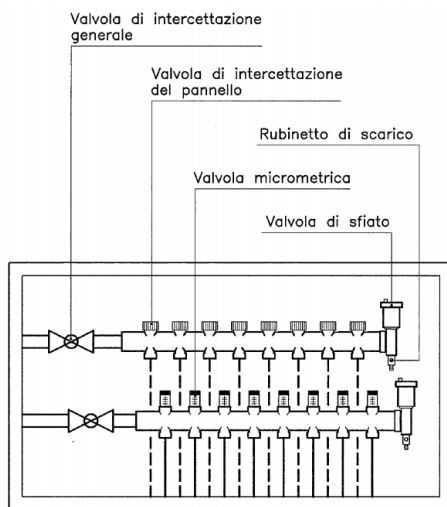 Valvola di intercettazione
generale
Valvola di intercettazione
del pannello
Rubinetto di scarico
Valvola micrometrica
Valvola di sfiato